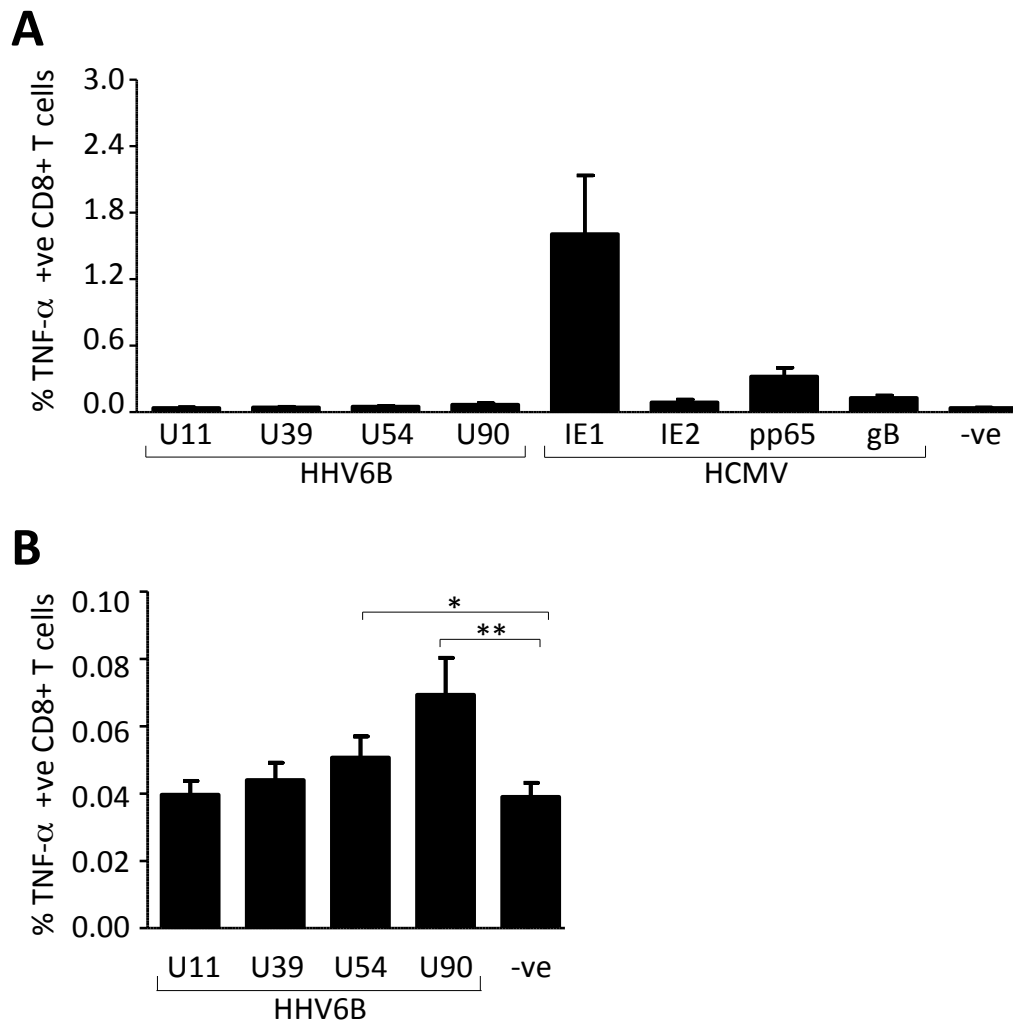 A
% TNF-α +ve CD8+ T cells
3.0
2.4
1.8
1.2
0.6
0.0
U11 U39 U54 U90 IE1 IE2 pp65 gB -ve
HHV6B HCMV
B
% TNF-α +ve CD8+ T cells
0.10
0.08
0.06
0.04
0.02
0.00
*
**
U11 U39 U54 U90 -ve
HHV6B